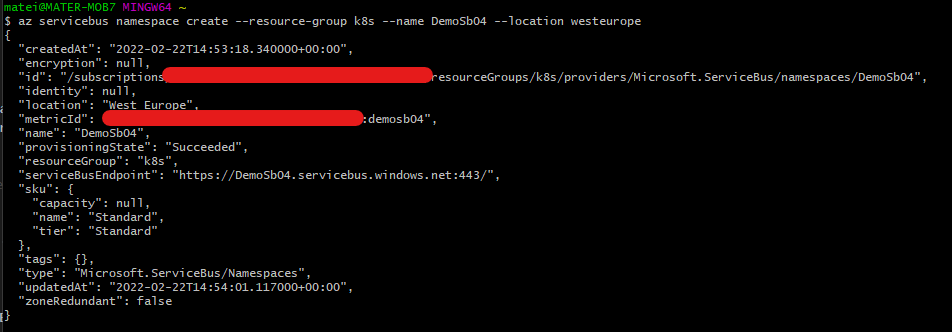 matei@MATER-MOB7 MINGW64 ~
$ az servicebus namespace create --resource-group k8s --name DemoSb04 --location westeurope
{
  "createdAt": "2022-02-22T14:53:18.340000+00:00",
  "encryption": null,
  "id": "/subscriptions resourceGroups/k8s/providers/Microsoft.ServiceBus/namespaces/DemoSb04",
  "identity": null,
  "location": "West Europe",
  "metricId": :demosb04",
  "name": "DemoSb04",
  "provisioningState": "Succeeded",
  "resourceGroup": "k8s",
  "serviceBusEndpoint": "https://DemoSb04.servicebus.windows.net:443/",
  "sku": {
    "capacity": null,
    "name": "Standard",
    "tier": "Standard"
  },
  "tags": {},
  "type": "Microsoft.ServiceBus/Namespaces",
  "updatedAt": "2022-02-22T14:54:01.117000+00:00",
  "zoneRedundant": false
}